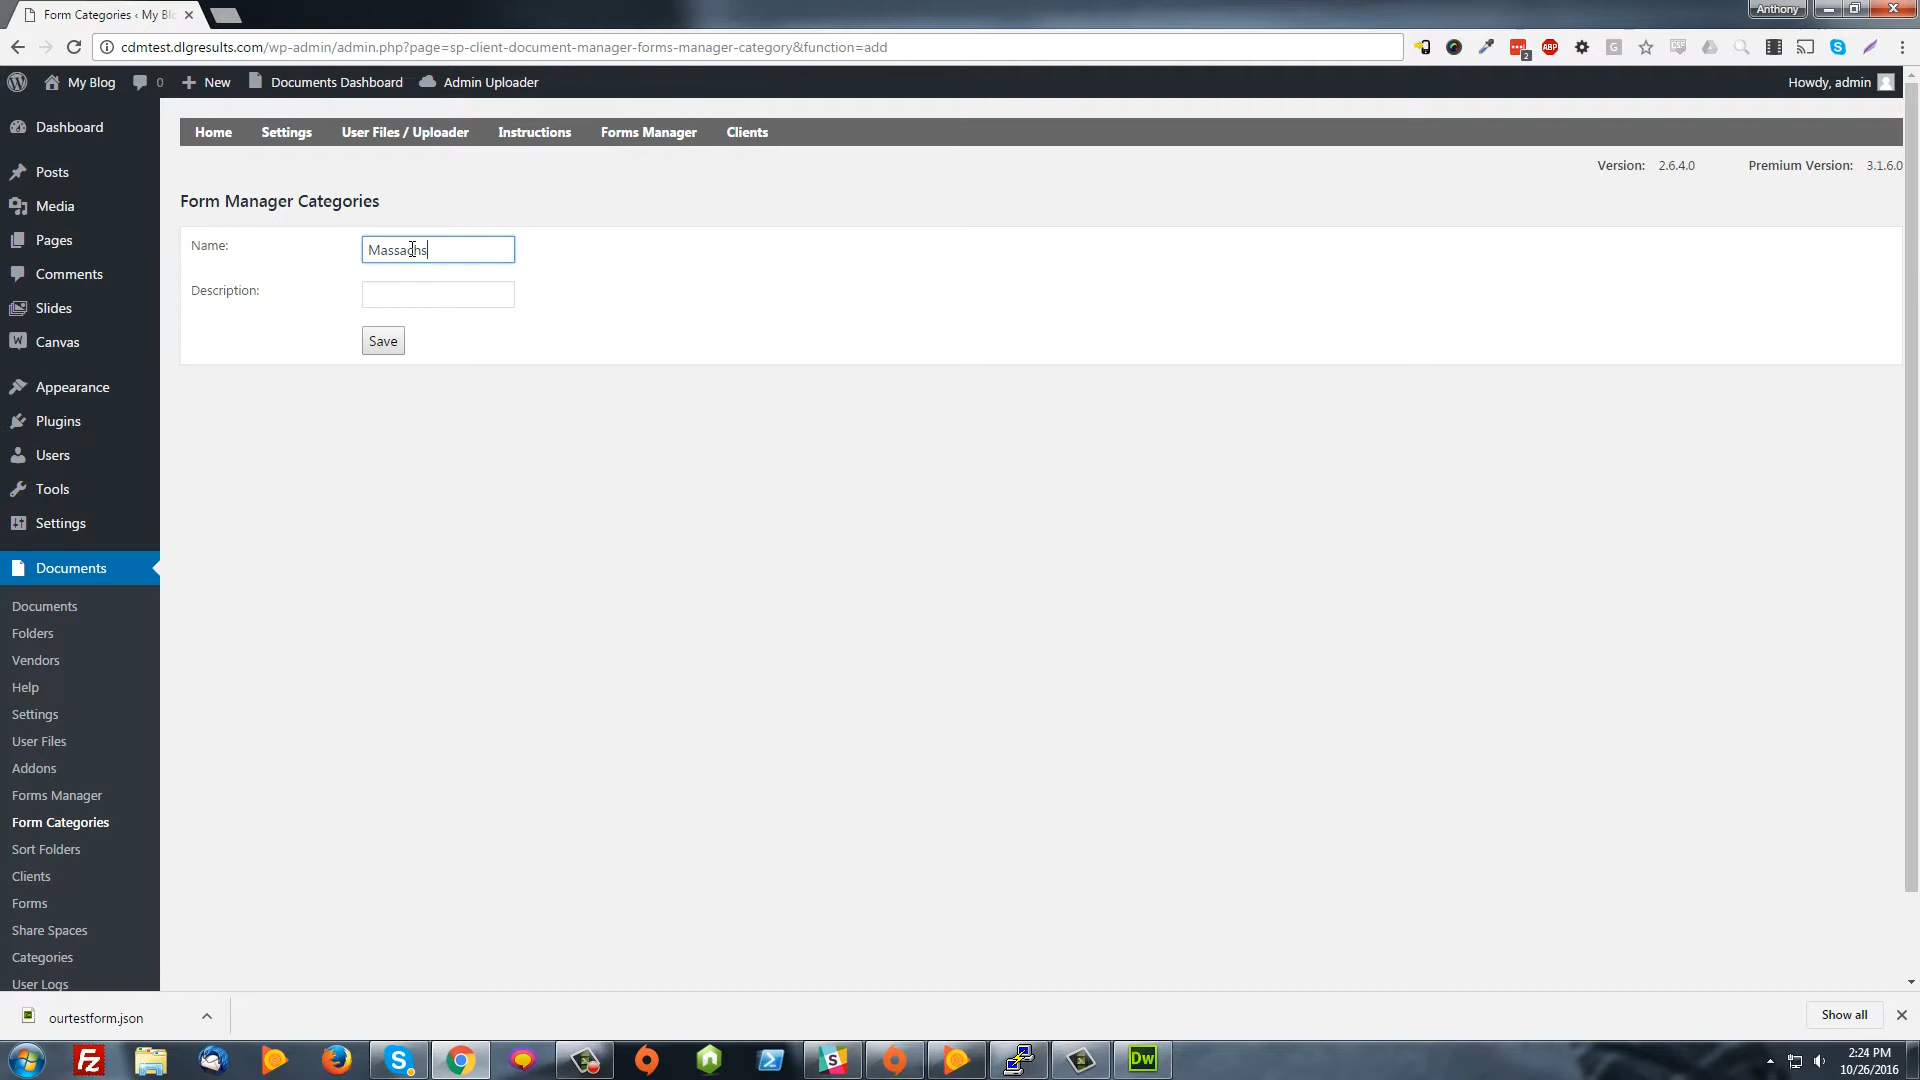 Form Categories ‹ My Blo
Anthony
cdmtest.dlgresults.com/wp-admin/admin.php?page=sp-client-document-manager-forms-manager-category&function=add
My Blog 0 New Documents Dashboard Admin Uploader Howdy, admin
Dashboard
Posts
Media
Pages
Comments
Slides
Canvas
Appearance
Plugins
Users
Tools
Settings
Documents
Documents
Folders
Vendors
Help
Settings
User Files
Addons
Forms Manager
Form Categories
Sort Folders
Clients
Forms
Share Spaces
Categories
User Logs
Home Settings User Files / Uploader Instructions Forms Manager Clients
Version: 2.6.4.0 Premium Version: 3.1.6.0
Form Manager Categories
Name: Massachs
Description:
Save
ourtestform.json Show all
2:24 PM
10/26/2016